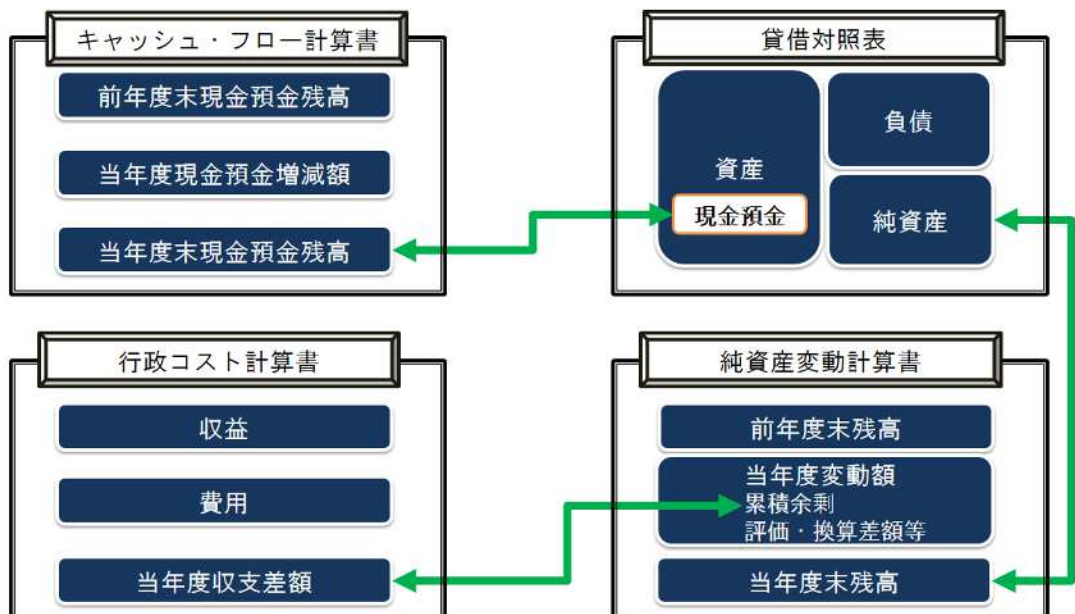 キャッシュ・フロー計算書
前年度末現金預金残高
当年度現金預金増減額
当年度末現金預金残高
貸借対照表
資産
現金預金
負債
純資産
行政コスト計算書
収益
費用
当年度収支差額
純資産変動計算書
前年度末残高
当年度変動額
累積余剰
評価・換算差額等
当年度末残高